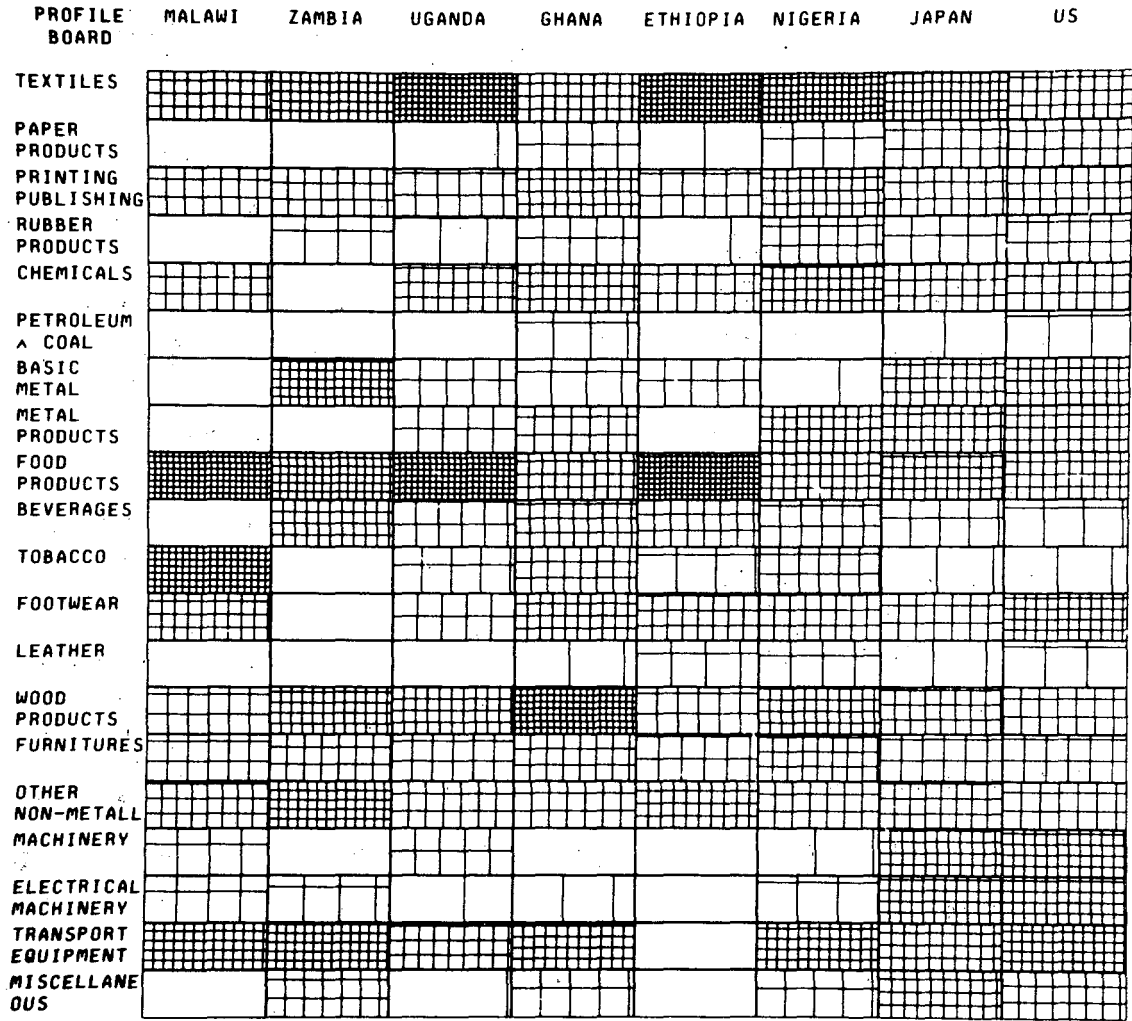 PROFILE BOARD MALAWI ZAMBIA UGANDA GHANA ETHIOPIA NIGERIA JAPAN US
TEXTILES
PAPER
PRODUCTS
PRINTING
PUBLISHING
RUBBER
PRODUCTS
CHEMICALS
PETROLEUM
^ COAL
BASIC
METAL
METAL
PRODUCTS
FOOD
PRODUCTS
BEVERAGES
TOBACCO
FOOTWEAR
LEATHER
WOOD
PRODUCTS
FURNITURES
OTHER
NON-METALL
MACHINERY
ELECTRICAL
MACHINERY
TRANSPORT
EQUIPMENT
MISCELLANE
OUS